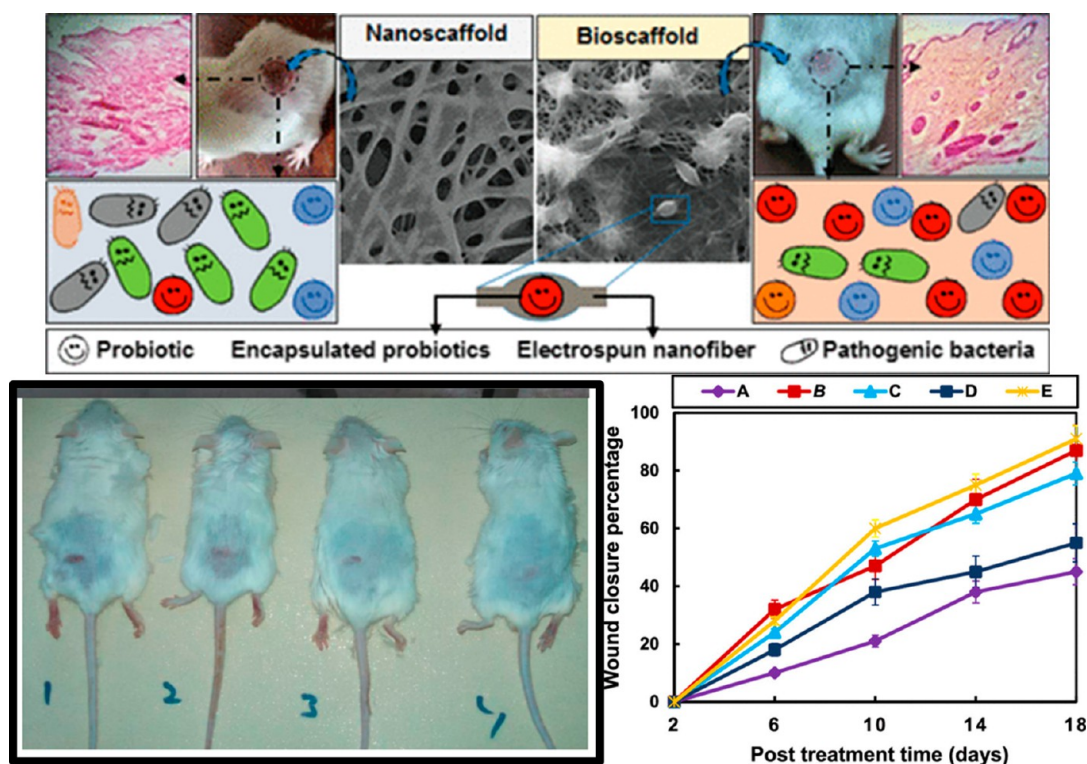 Nanoscaffold
Bioscaffold
Probiotic
Encapsulated probiotics
Electrospun nanofiber
Pathogenic bacteria
1
2
3
4
A
B
C
D
E
Wound closure percentage
100
80
60
40
20
0
2
6
10
14
18
Post treatment time (days)